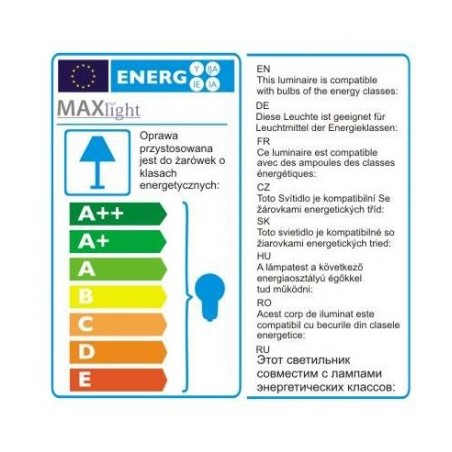 ENERG Y IJA IE IA
MAXlight
Oprawa
przystosowana
jest do żarówek o
klasach
energetycznych:
A++
A+
A
B
C
D
E
EN
This luminaire is compatible
with bulbs of the energy classes:
DE
Diese Leuchte ist geeignet für
Leuchtmittel der Energieklassen:
FR
Ce luminaire est compatible
avec des ampoules des classes
énergétiques:
CZ
Toto Svítidlo je kompatibilní Se
žárovkami energetických tříd:
SK
Toto svietidlo je kompatibilné so
žiarovkami energetických tried:
HU
A lámpatest a következő
energiaosztályú égőkkel
tud működni:
RO
Acest corp de iluminat este
compatibil cu becurile din clasele
energetice:
RU
Этот светильник
совместим с лампами
энергетических классов: